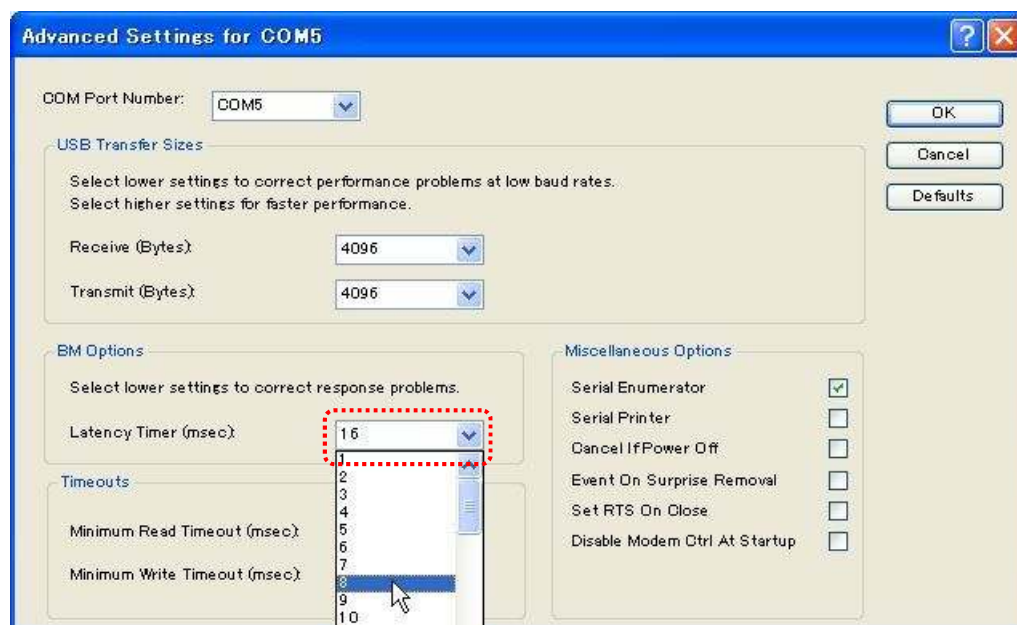 Advanced Settings for COM5
COM Port Number:
COM5
OK
Cancel
Defaults
USB Transfer Sizes
Select lower settings to correct performance problems at low baud rates.
Select higher settings for faster performance.
Receive (Bytes):
4096
Transmit (Bytes):
4096
BM Options
Select lower settings to correct response problems.
Latency Timer (msec):
16
1
2
3
4
5
6
7
8
9
10
Timeouts
Minimum Read Timeout (msec):
Minimum Write Timeout (msec):
Miscellaneous Options
Serial Enumerator
Serial Printer
Cancel If Power Off
Event On Surprise Removal
Set RTS On Close
Disable Modem Ctrl At Startup